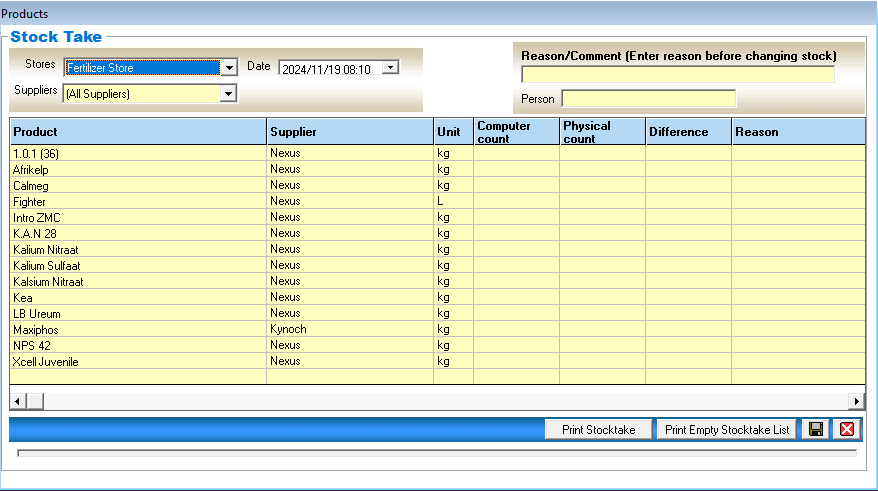 Products
Stock Take
Stores Fertilizer Store Date 2024/11/19 08:10
Suppliers (All Suppliers)
Reason/Comment (Enter reason before changing stock)
Person
Product Supplier Unit Computer count Physical count Difference Reason
1.0.1 (36) Nexus kg
Afrikelp Nexus kg
Calmeg Nexus kg
Fighter Nexus L
Intro ZMC Nexus kg
K.A.N 28 Nexus kg
Kalium Nitraat Nexus kg
Kalium Sulfaat Nexus kg
Kalsium Nitraat Nexus kg
Kea Nexus kg
LB Ureum Nexus kg
Maxiphos Kynoch kg
NPS 42 Nexus kg
Xcell Juvenile Nexus kg
Print Stocktake Print Empty Stocktake List